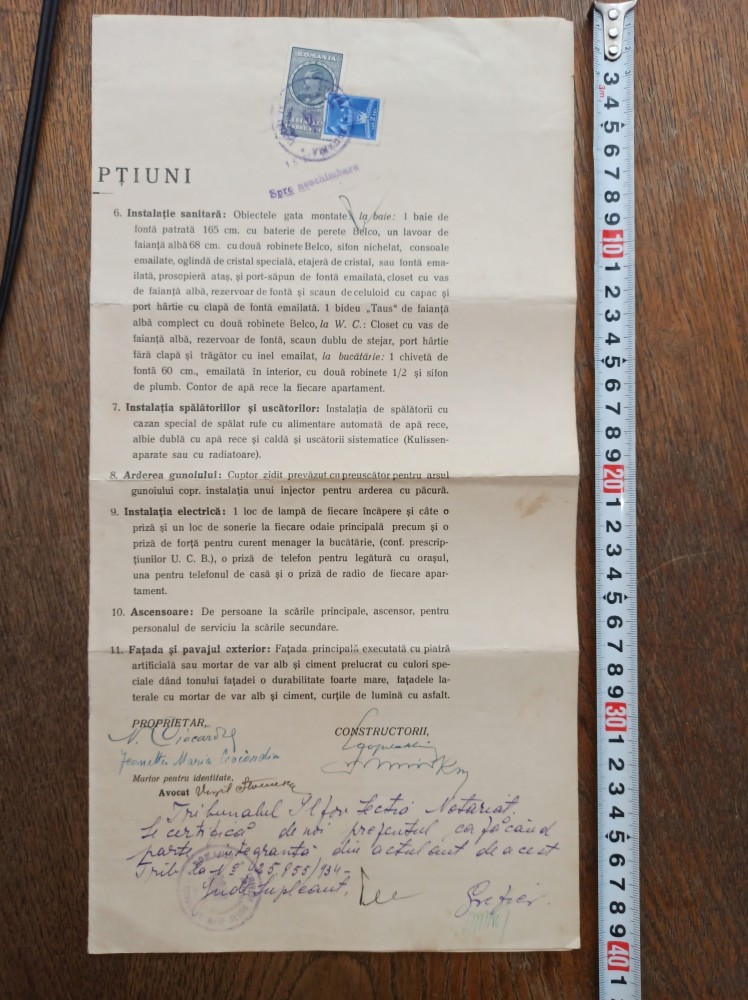 ROMANIA
PȚIUNI
Spre neschimbare
6. Instalație sanitară: Obiectele gata montate la baie: 1 baie de
fontă patrată 165 cm. cu baterie de perete Belco, un lavoar de
faianță albă 68 cm. cu două robinete Belco, sifon nichelat, consoale
emailate, oglindă de cristal specială, etajeră de cristal, sau fontă ema-
ilată, prosopieră ataș, și port-săpun de fontă emailată, closet cu vas
de faianță albă, rezervoar de fontă și scaun de celuloid cu capac și
port hârtie cu clapă de fontă emailată. 1 bideu „Taus" de faianță
albă complect cu două robinete Belco, la W. C.: Closet cu vas de
faianță albă, rezervoar de fontă, scaun dublu de stejar, port hârtie
fără clapă și trăgător cu inel emailat, la bucătărie: 1 chivetă de
fontă 60 cm., emailată în interior, cu două robinete 1/2 și sifon
de plumb. Contor de apă rece la fiecare apartament.
7. Instalația spălătoriilor și uscătorilor: Instalația de spălătorii cu
cazan special de spălat rufe cu alimentare automată de apă rece,
albie dublă cu apă rece și caldă și uscătorii sistematice (Kulissen-
aparate sau cu radiatoare).
8. Arderea gunoiului: Cuptor zidit prevăzut cu preuscător pentru arsul
gunoiului copr. instalația unui injector pentru arderea cu păcură.
9. Instalația electrică: 1 loc de lampă de fiecare încăpere și câte o
priză și un loc de sonerie la fiecare odaie principală precum și o
priză de forță pentru curent menager la bucătărie, (conf. prescrip-
țiunilor U. C. B.), o priză de telefon pentru legătură cu orașul,
una pentru telefonul de casă și o priză de radio de fiecare apar-
tament.
10. Ascensoare: De persoane la scările principale, ascensor, pentru
personalul de serviciu la scările secundare.
11. Fațada și pavajul exterior: Fațada principală executată cu piatră
artificială sau mortar de var alb și ciment prelucrat cu culori spe-
ciale dând tonului fațadei o durabilitate foarte mare, fațadele la-
terale cu mortar de var alb și ciment, curțile de lumină cu asfalt.
PROPRIETAR,
CONSTRUCTORII,
Jeanetta Maria
Martor pentru identitate,
Avocat Virgil
Tribunalul Ilfov Secția Notariat.
Se certifică de noi prezentul ca făcând
parte integrantă din actul aut de acest
Trib. la No 25.855/934
Jude Supleant,
Grefier.